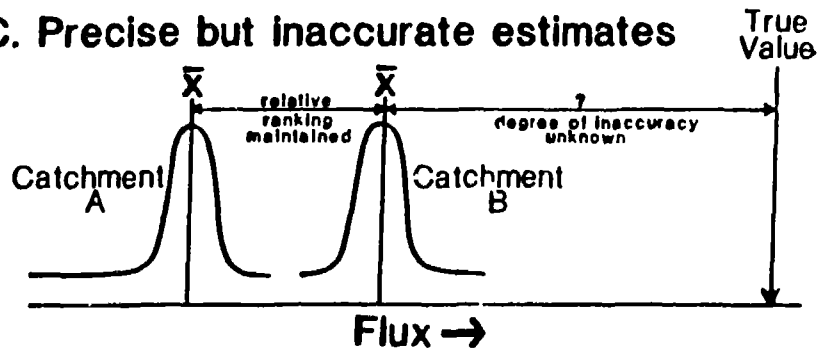 C. Precise but inaccurate estimates
True
Value
x̄
x̄
relative
ranking
maintained
?
degree of inaccuracy
unknown
Catchment
A
Catchment
B
Flux →